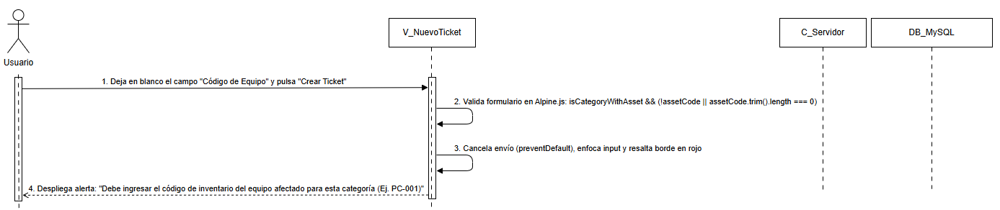 V_NuevoTicket
C_Servidor
DB_MySQL
Usuario
1. Deja en blanco el campo "Código de Equipo" y pulsa "Crear Ticket"
2. Valida formulario en Alpine.js: isCategoryWithAsset && (!assetCode || assetCode.trim().length === 0)
3. Cancela envío (preventDefault), enfoca input y resalta borde en rojo
4. Despliega alerta: "Debe ingresar el código de inventario del equipo afectado para esta categoría (Ej. PC-001)"